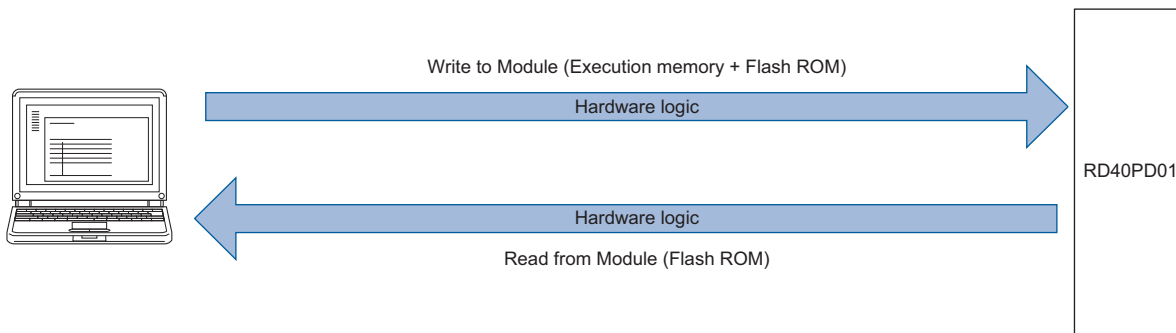 Write to Module (Execution memory + Flash ROM)
Hardware logic
RD40PD01
Hardware logic
Read from Module (Flash ROM)